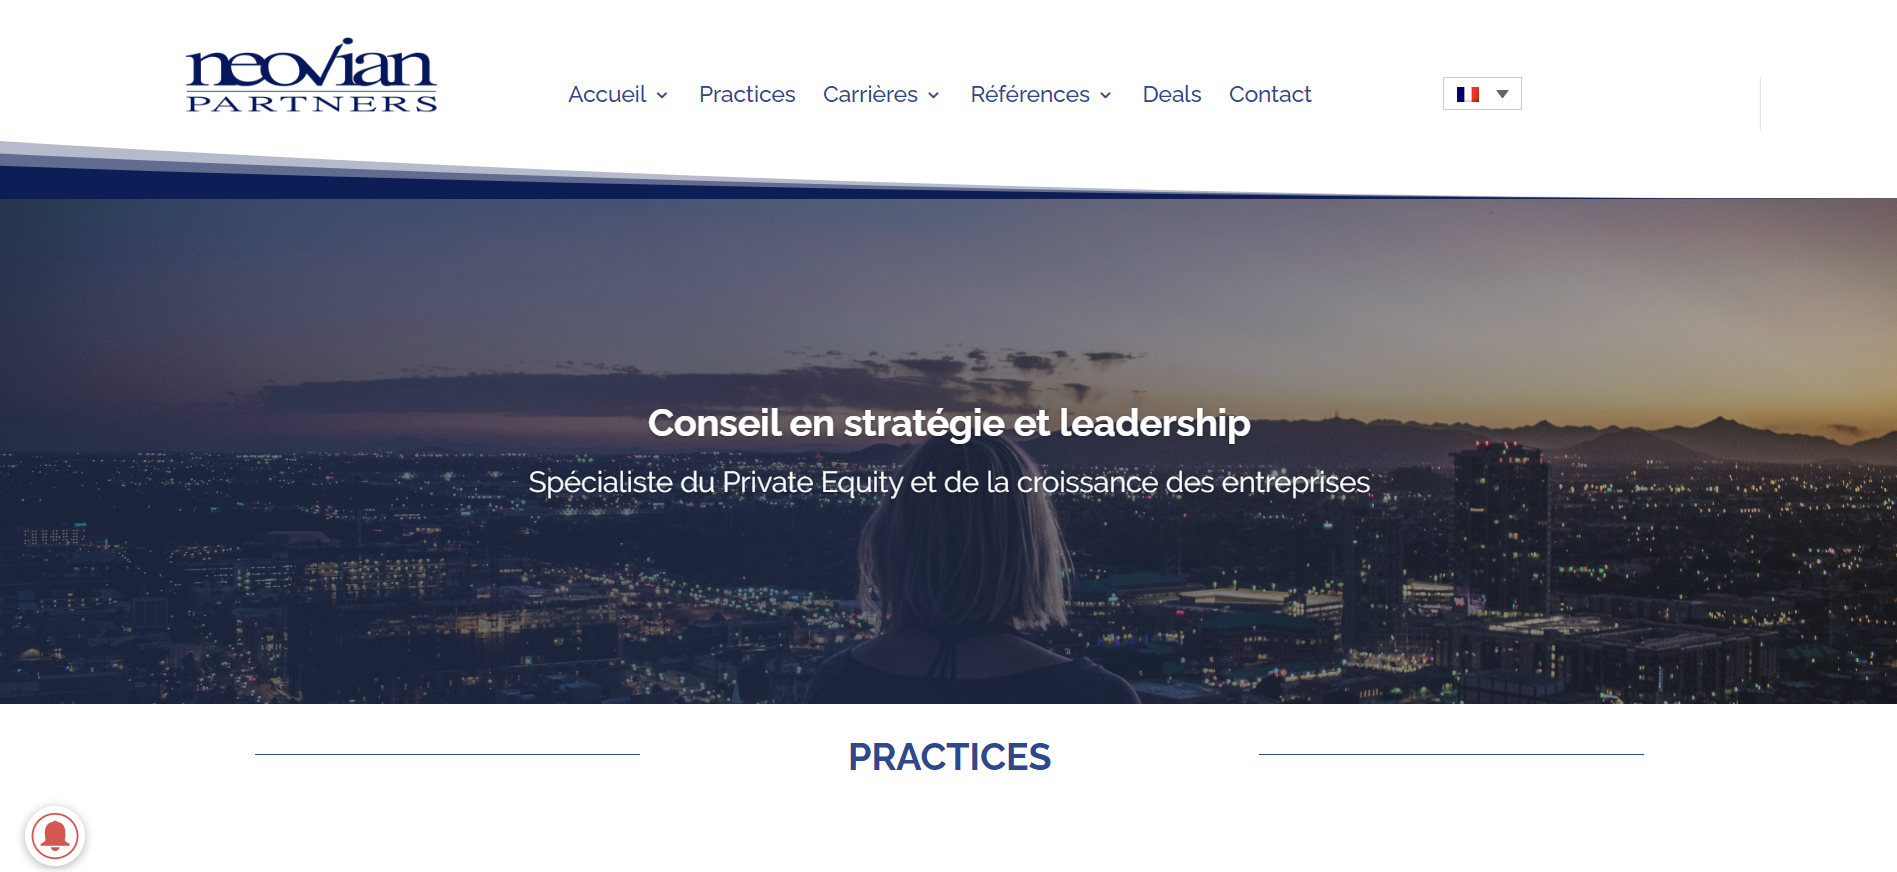 neovian
PARTNERS
Accueil Practices Carrières Références Deals Contact
Conseil en stratégie et leadership
Spécialiste du Private Equity et de la croissance des entreprises
PRACTICES